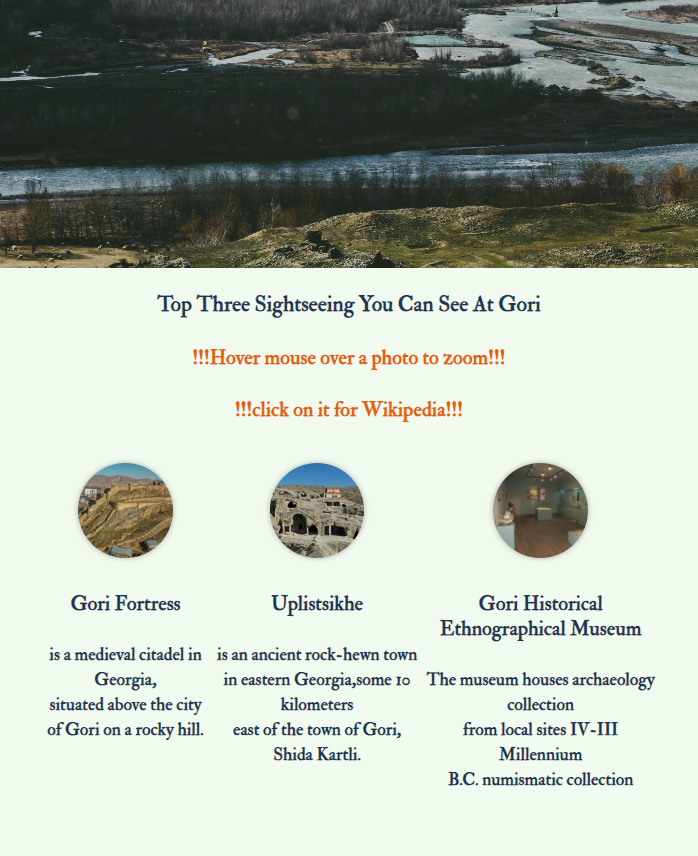 Top Three Sightseeing You Can See At Gori
!!!Hover mouse over a photo to zoom!!!
!!!click on it for Wikipedia!!!
Gori Fortress
is a medieval citadel in
Georgia,
situated above the city
of Gori on a rocky hill.
Uplistsikhe
is an ancient rock-hewn town
in eastern Georgia,some 10
kilometers
east of the town of Gori,
Shida Kartli.
Gori Historical
Ethnographical Museum
The museum houses archaeology
collection
from local sites IV-III
Millennium
B.C. numismatic collection